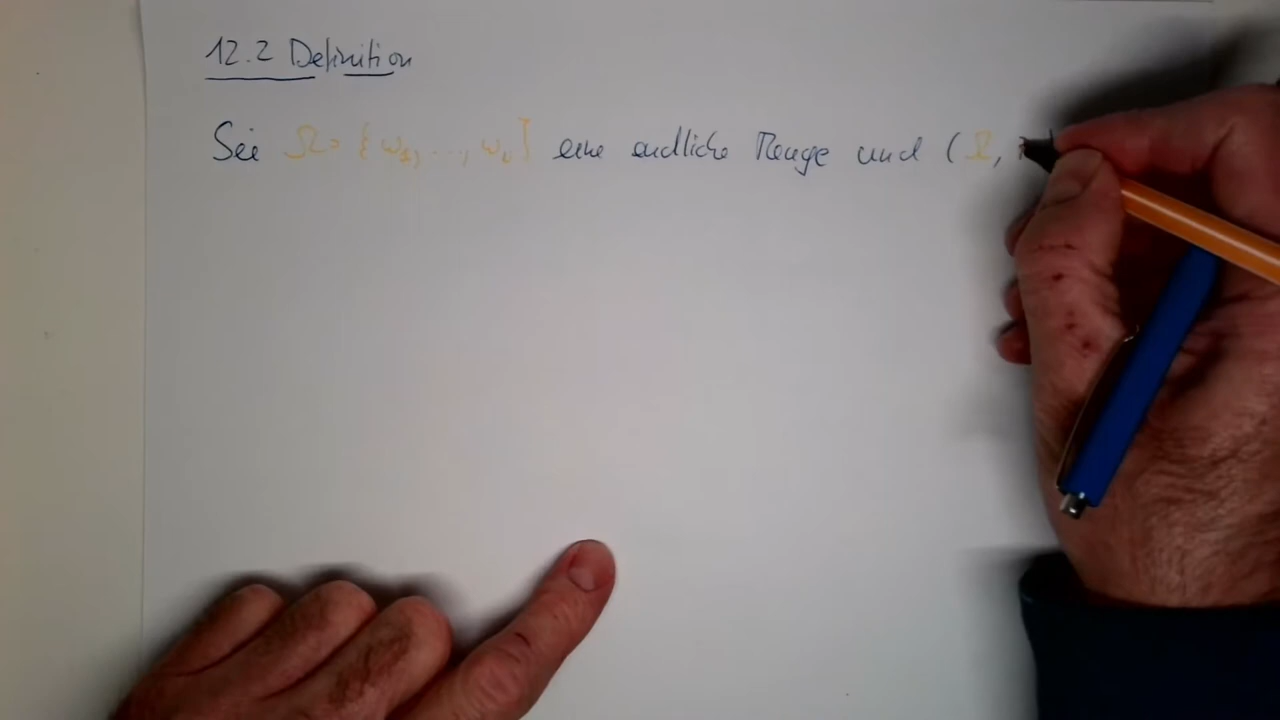 12.2 Definition
Sei Ω = {ω₁, ..., ωₙ} eine endliche Menge und (Ω,